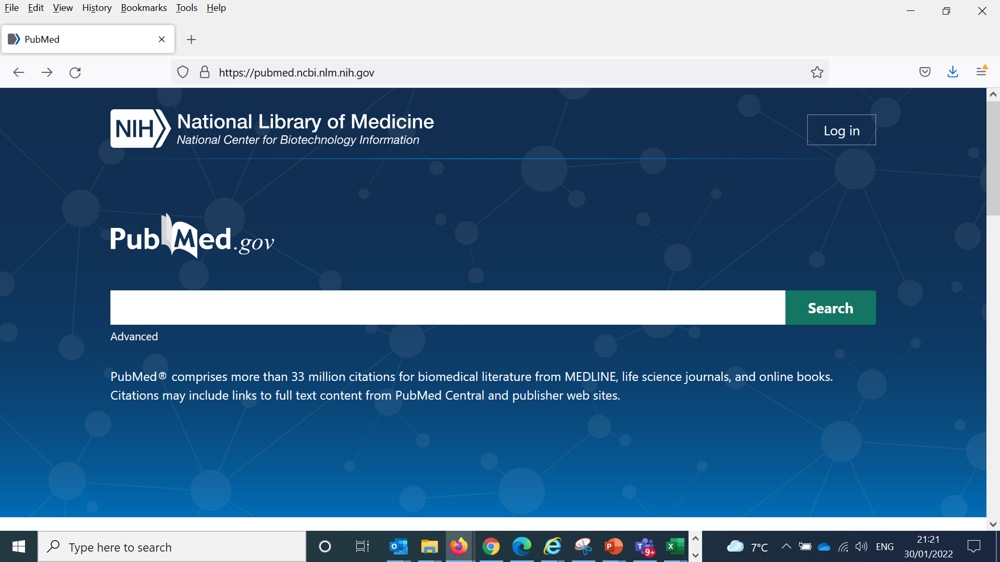 File Edit View History Bookmarks Tools Help
PubMed
https://pubmed.ncbi.nlm.nih.gov
NIH National Library of Medicine
National Center for Biotechnology Information
Log in
PubMed.gov
Search
Advanced
PubMed® comprises more than 33 million citations for biomedical literature from MEDLINE, life science journals, and online books.
Citations may include links to full text content from PubMed Central and publisher web sites.
Type here to search
9+
7°C
ENG
21:21
30/01/2022